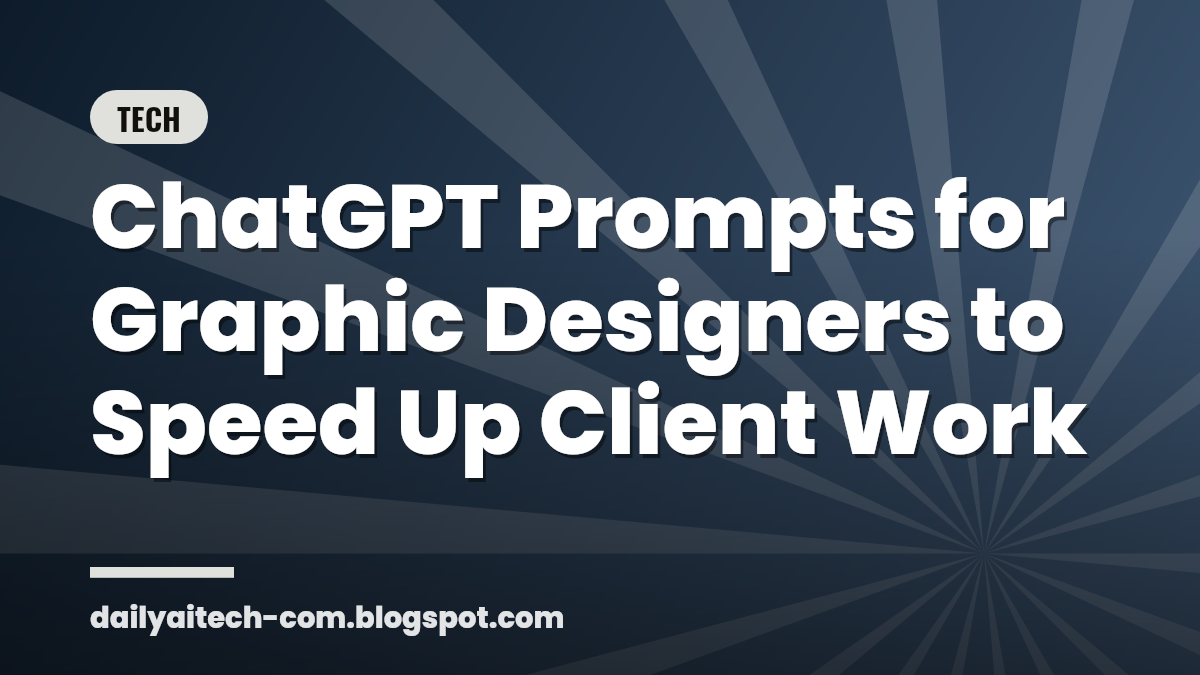 TECH
ChatGPT Prompts for
Graphic Designers to
Speed Up Client Work
dailyaitech-com.blogspot.com